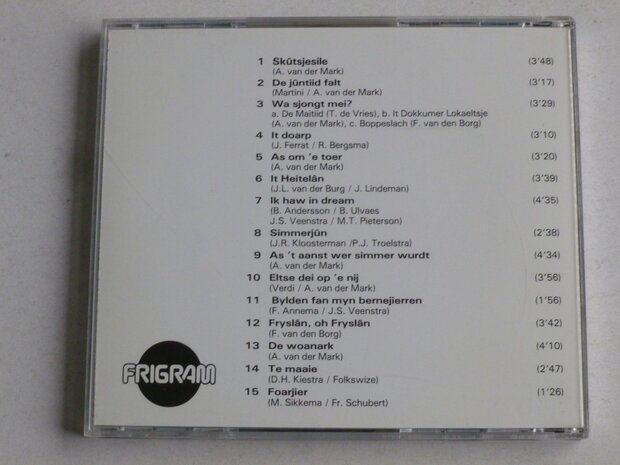 1 Skûtsjesile (3'48)
(A. van der Mark)
2 De jûntiid falt (3'17)
(Martini / A. van der Mark)
3 Wa sjongt mei? (3'29)
a. De Maitiid (T. de Vries), b. It Dokkumer Lokaeltsje
(A. van der Mark), c. Boppeslach (F. van den Borg)
4 It doarp (3'10)
(J. Ferrat / R. Bergsma)
5 As om 'e toer (3'20)
(A. van der Mark)
6 It Heitelân (3'39)
(J.L. van der Burg / J. Lindeman)
7 Ik haw in dream (4'35)
(B. Andersson / B. Ulvaes
J.S. Veenstra / M.T. Pieterson)
8 Simmerjûn (2'38)
(J.R. Kloosterman /P.J. Troelstra)
9 As 't aanst wer simmer wurdt (4'34)
(A. van der Mark)
10 Eltse dei op 'e nij (3'56)
(Verdi / A. van der Mark)
11 Bylden fan myn bernejierren (1'56)
(F. Annema / J.S. Veenstra)
12 Fryslân, oh Fryslân (3'42)
(F. van den Borg)
13 De woanark (4'10)
(A. van der Mark)
14 Te maaie (2'47)
(D.H. Kiestra / Folkswize)
15 Foarjier (1'26)
(M. Sikkema / Fr. Schubert)
FRIGRAM